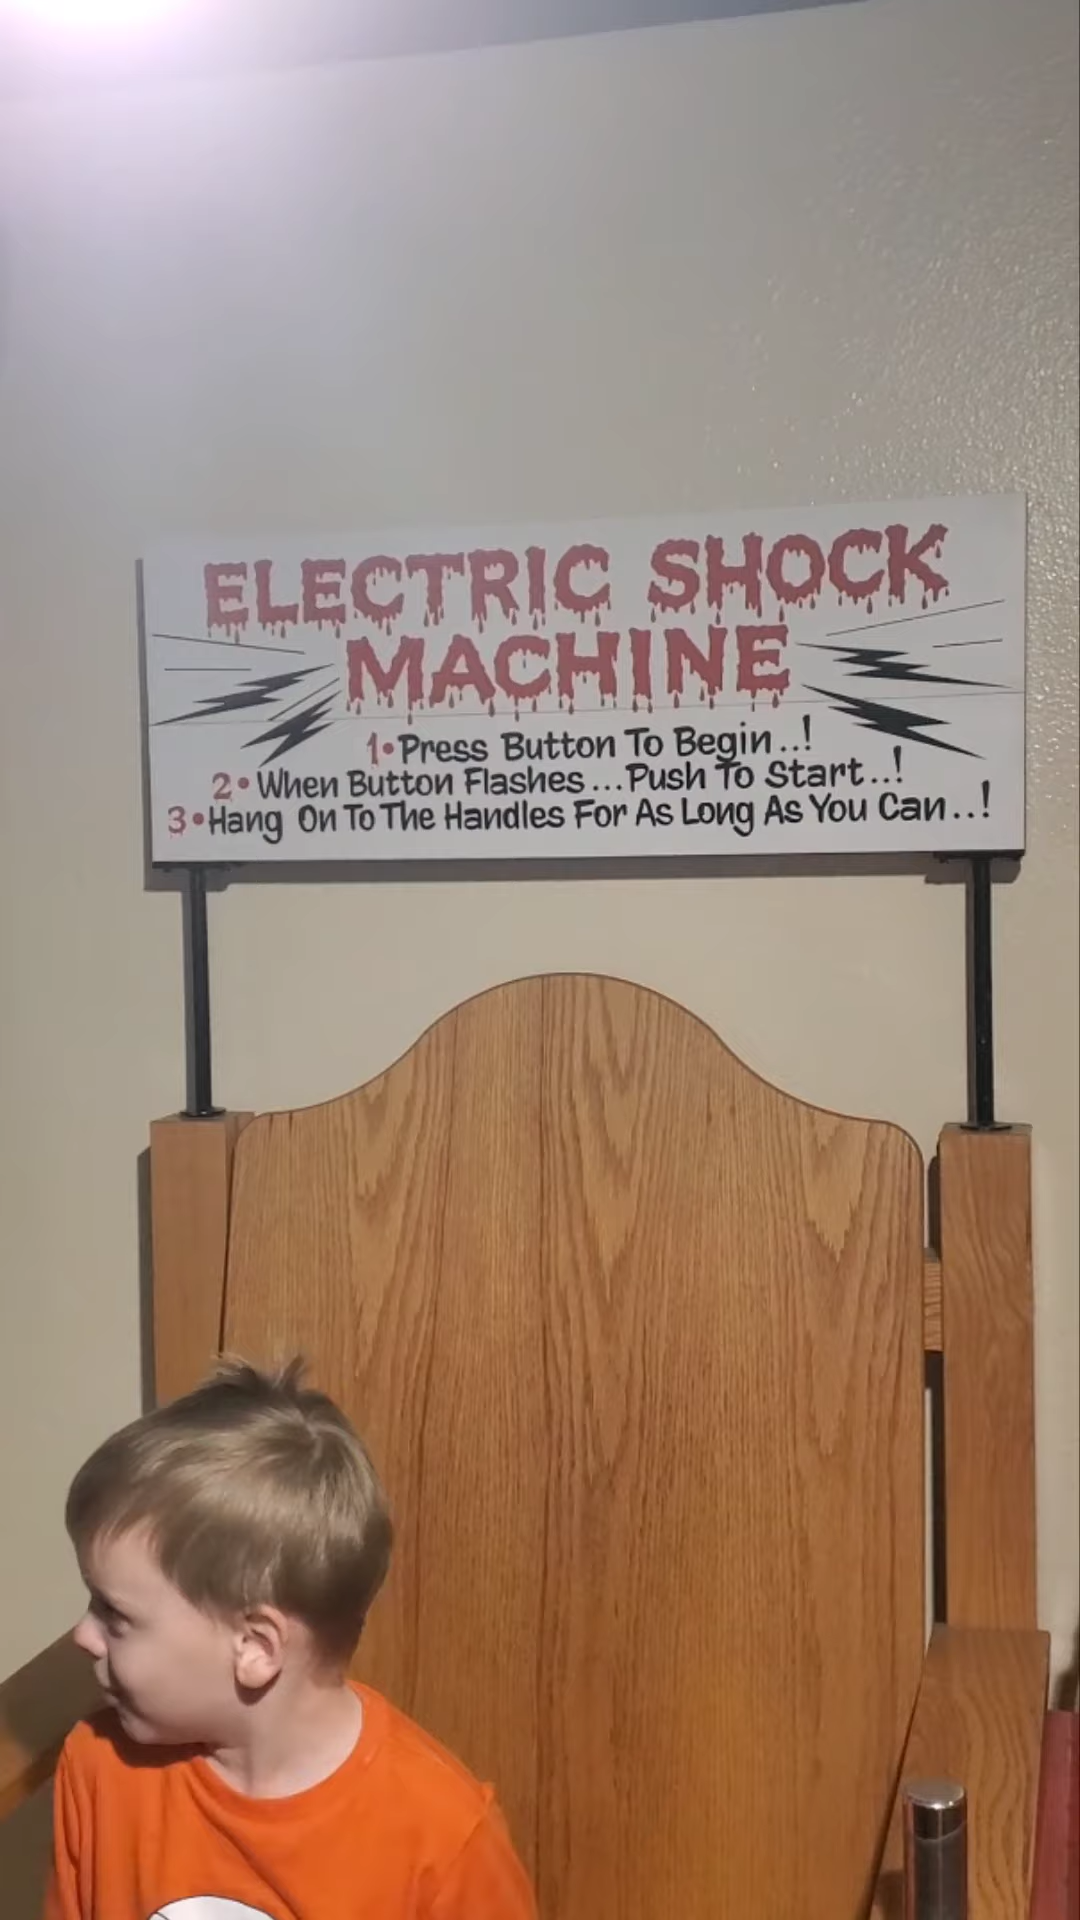 ELECTRIC SHOCK
MACHINE
1•Press Button To Begin..!
2•When Button Flashes...Push To Start..!
3•Hang On To The Handles For As Long As You Can..!